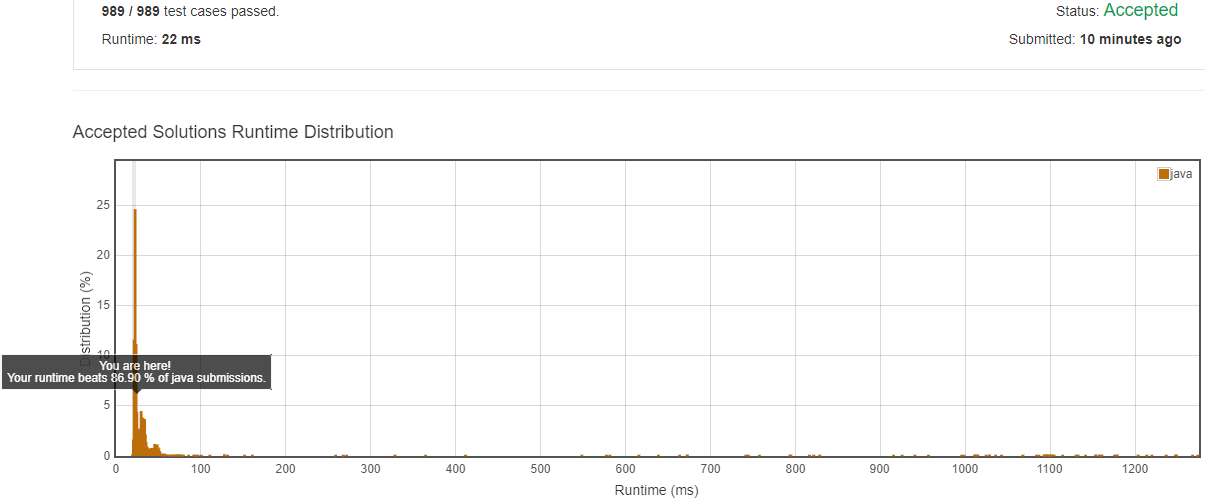 989 / 989 test cases passed.
Status: Accepted
Runtime: 22 ms
Submitted: 10 minutes ago
Accepted Solutions Runtime Distribution
java
25
20
15
10
5
0
Distribution (%)
You are here!
Your runtime beats 86.90 % of java submissions.
0 100 200 300 400 500 600 700 800 900 1000 1100 1200
Runtime (ms)